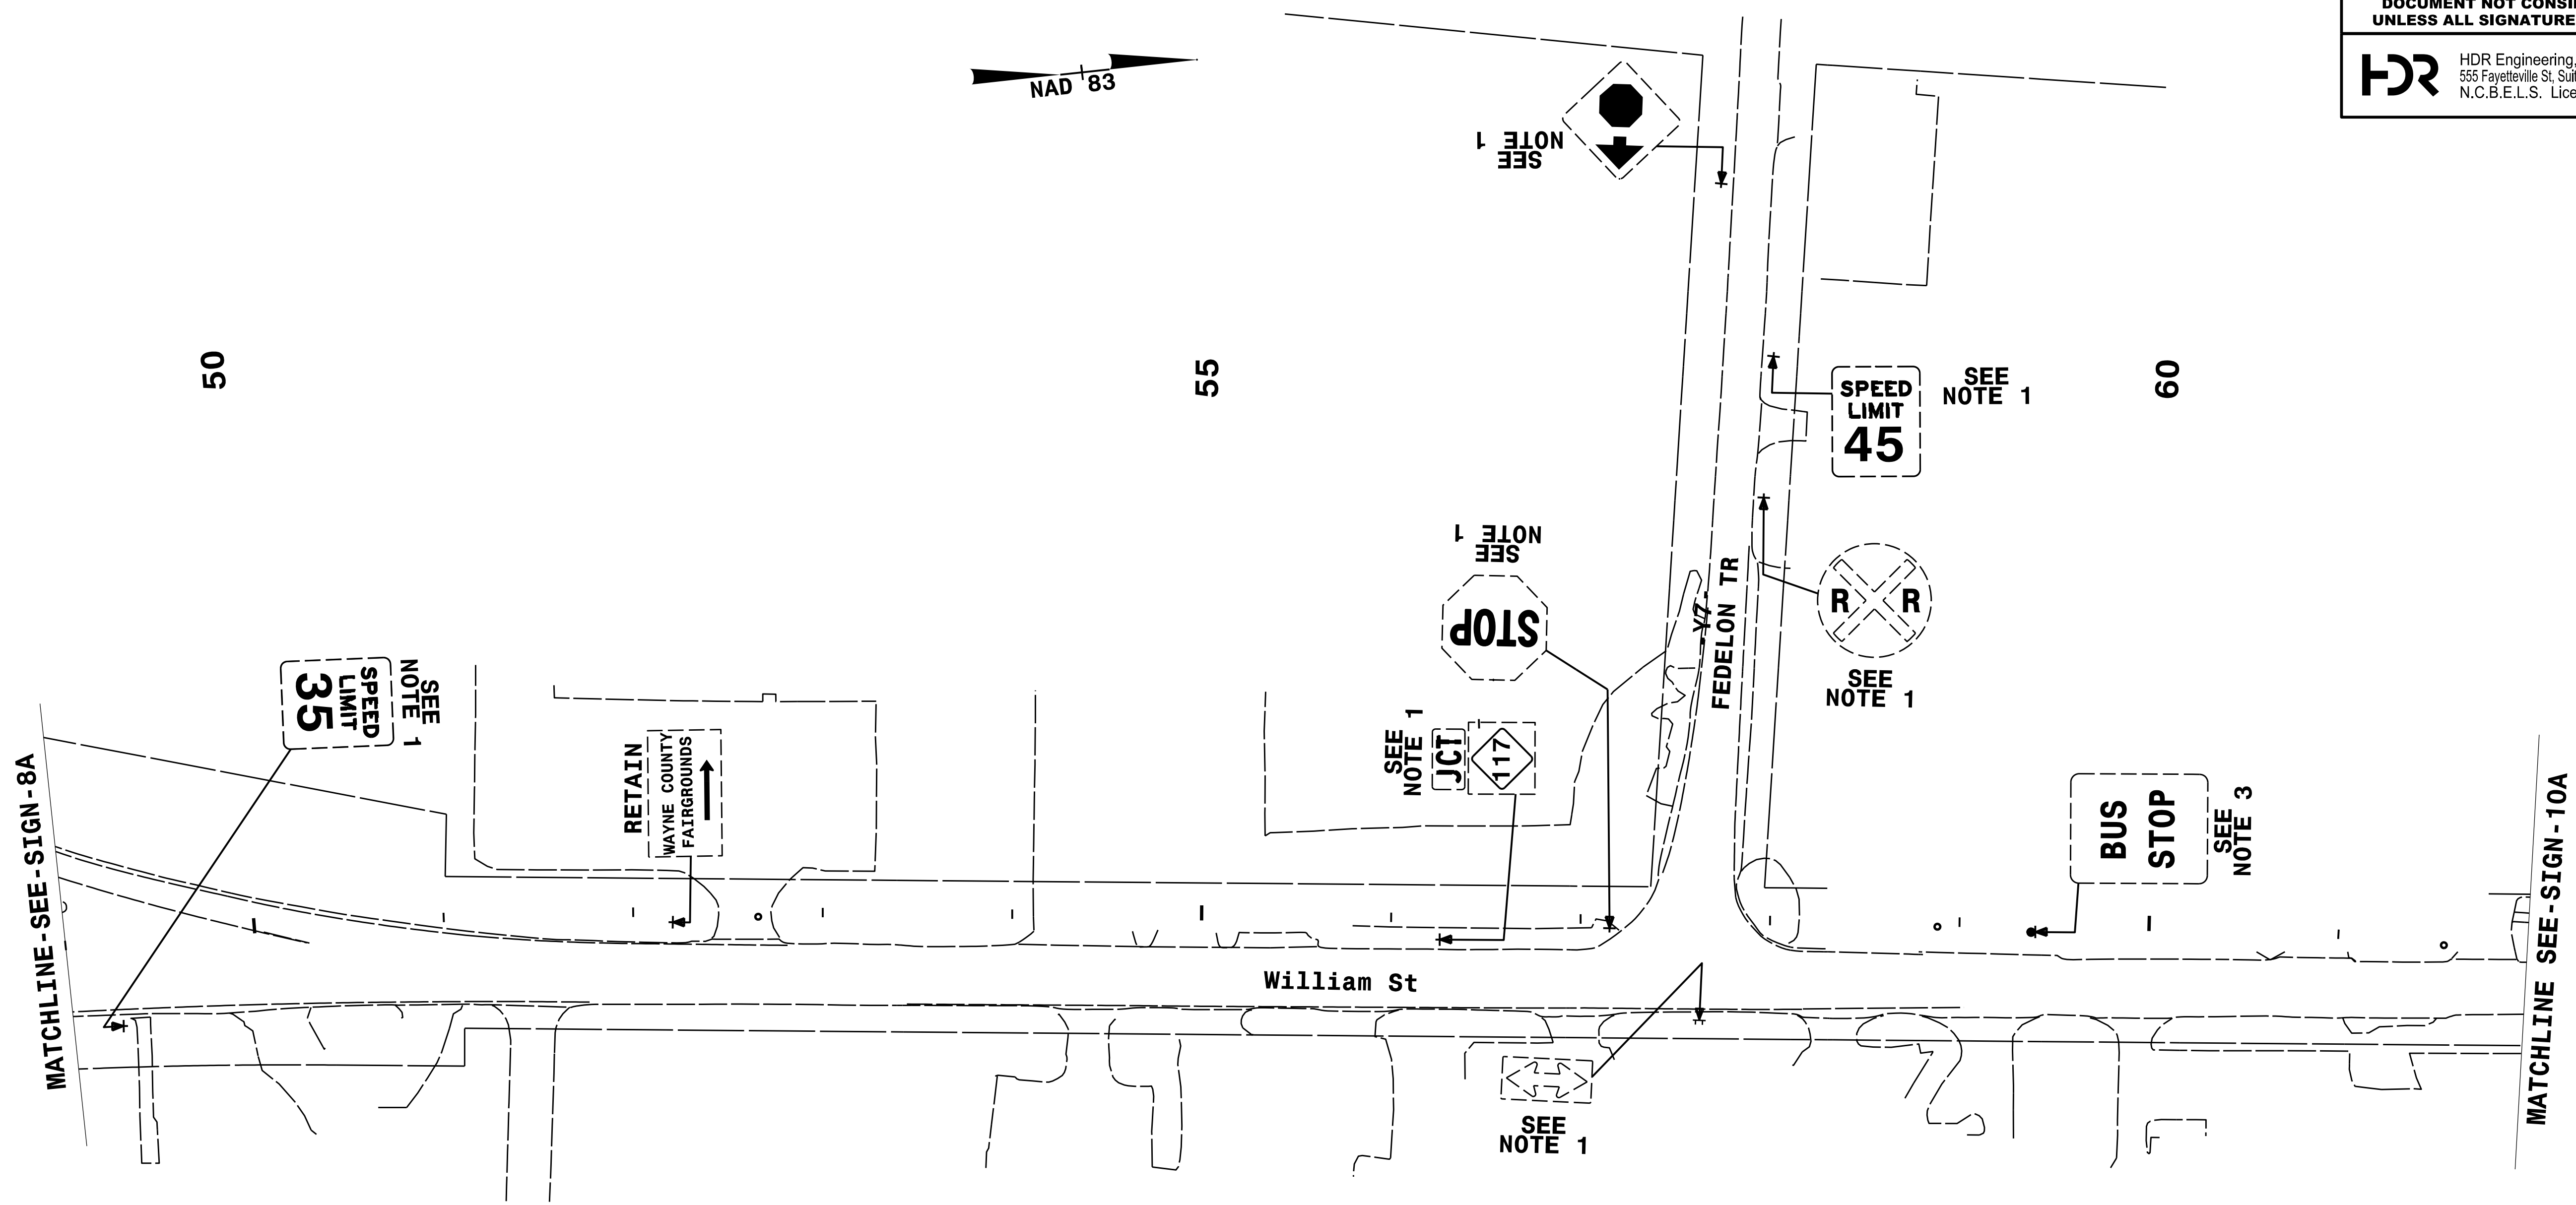 DOCUMENT NOT CONSI
UNLESS ALL SIGNATURE
HDR
HDR Engineering,
555 Fayetteville St, Suit
N.C.B.E.L.S. Lice
NAD 83
SEE
NOTE 1
50
55
60
SPEED
LIMIT
45
SEE
NOTE 1
SEE
NOTE 1
STOP
-Y7-
FEDELON TR
R R
SEE
NOTE 1
SPEED
LIMIT
35
SEE
NOTE 1
RETAIN
WAYNE COUNTY
FAIRGROUNDS
SEE
NOTE 1
JCT
117
BUS
STOP
SEE
NOTE 3
MATCHLINE-SEE-SIGN-8A
William St
SEE
NOTE 1
MATCHLINE SEE-SIGN-10A